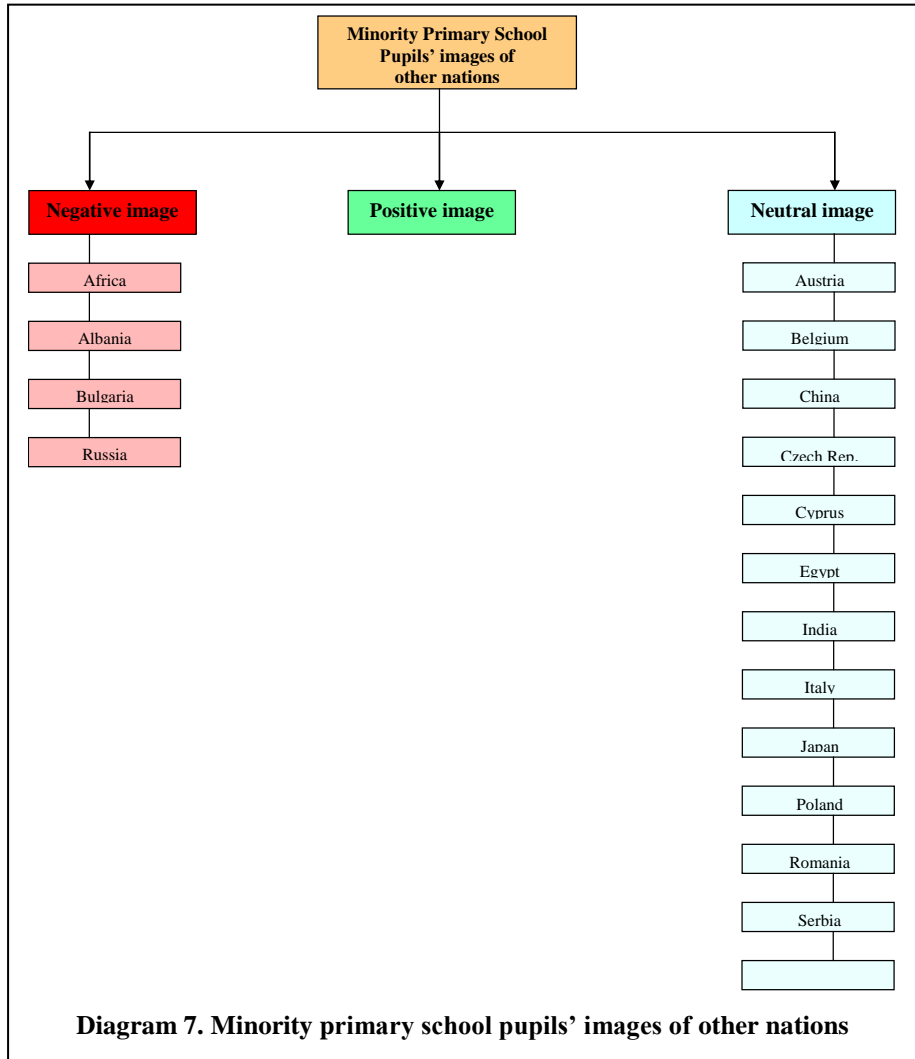 Minority Primary School
Pupils' images of
other nations
Negative image
Positive image
Neutral image
Africa
Albania
Bulgaria
Russia
Austria
Belgium
China
Czech Rep.
Cyprus
Egypt
India
Italy
Japan
Poland
Romania
Serbia
Diagram 7. Minority primary school pupils' images of other nations